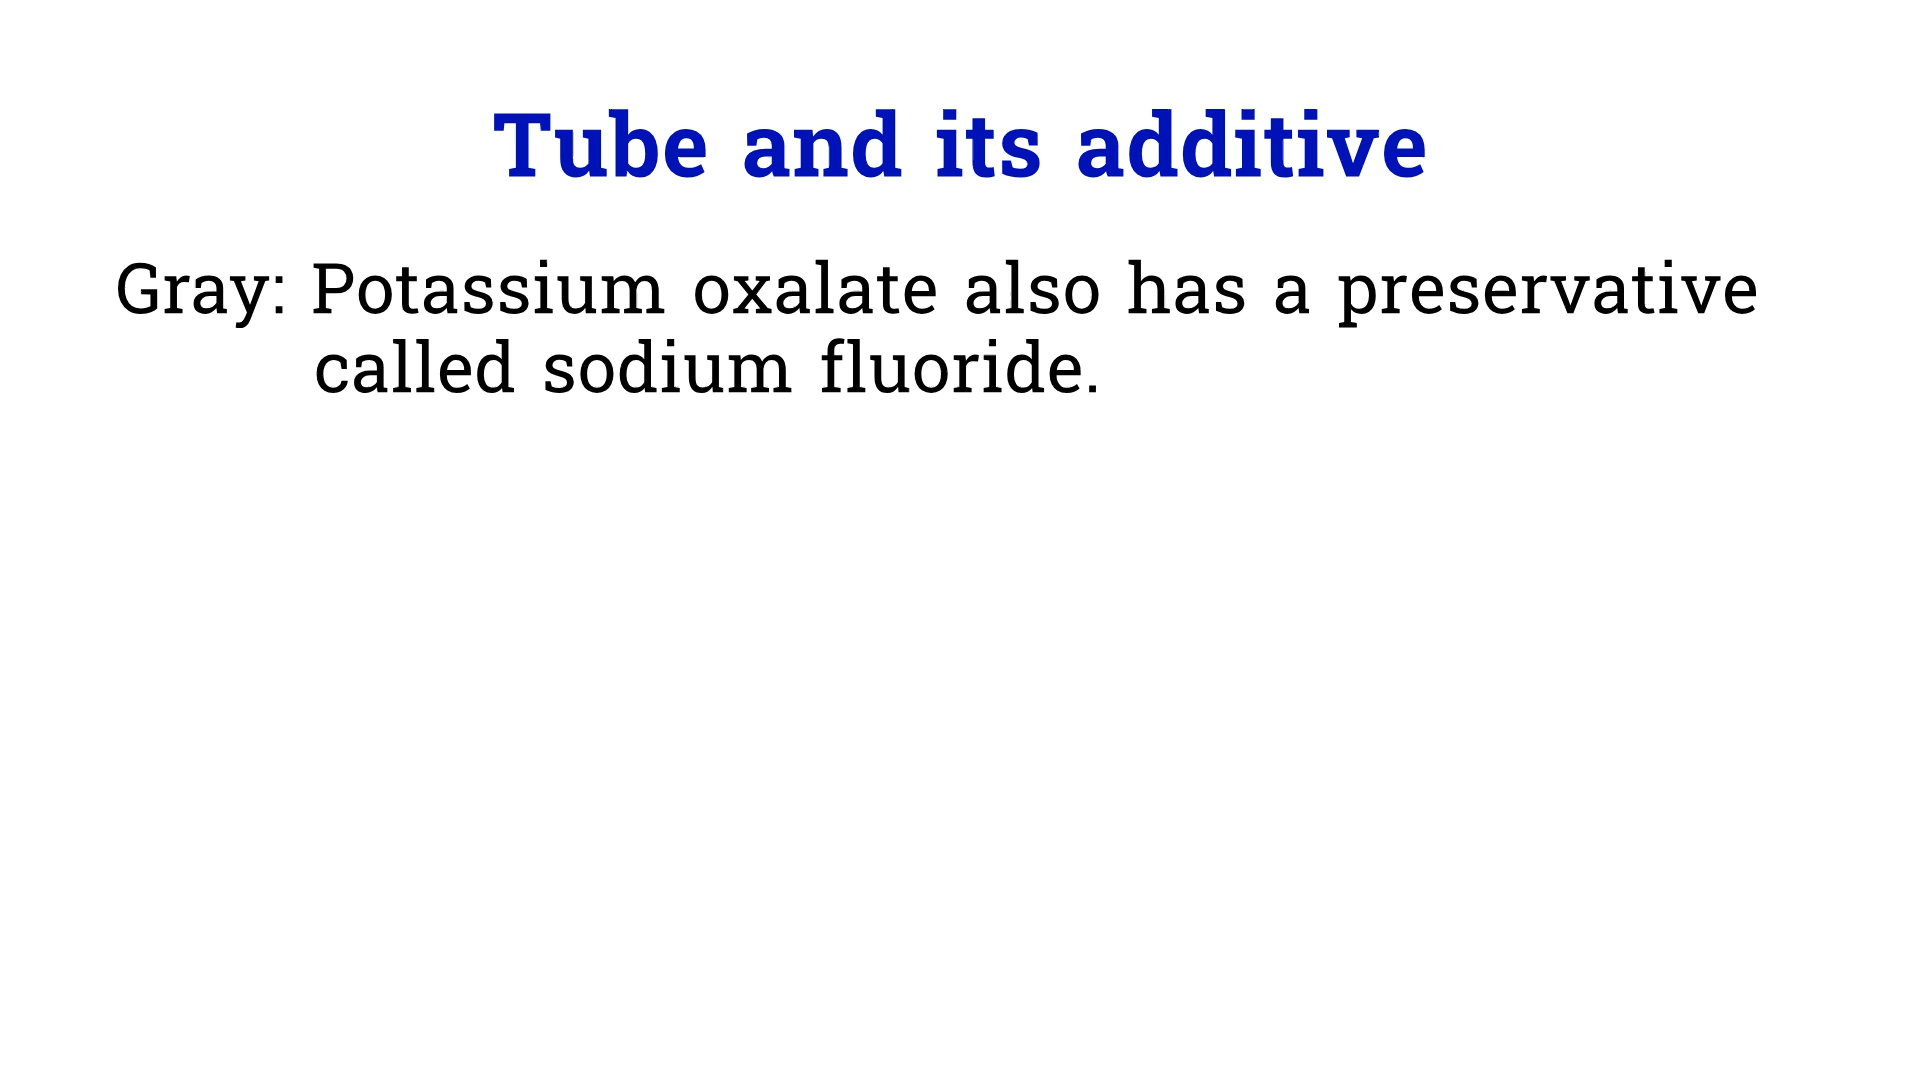 Tube and its additive
Gray: Potassium oxalate also has a preservative
called sodium fluoride.